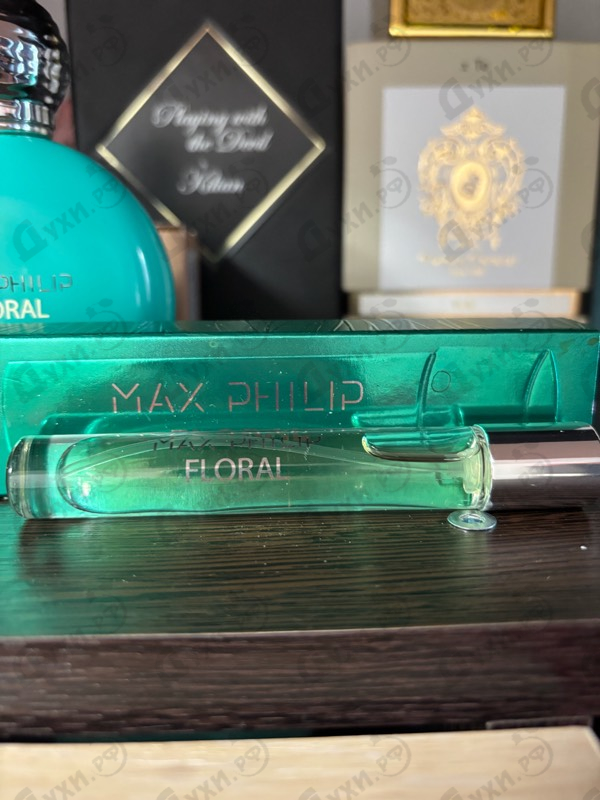 Playing with
the Devil
Kilian
PHILIP
ORAL
MAX PHILIP
MAX PHILIP
FLORAL
Духи.рф